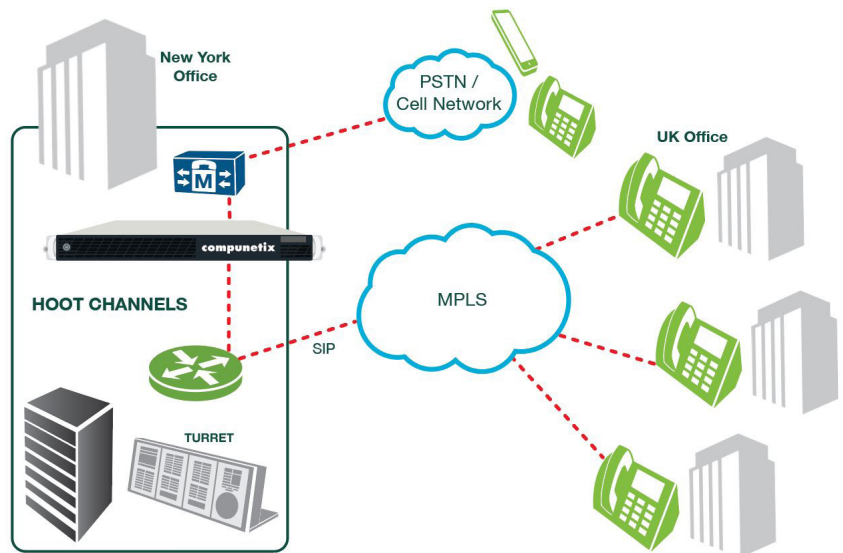 New York
Office
PSTN /
Cell Network
UK Office
M
compunetix
HOOT CHANNELS
MPLS
SIP
TURRET